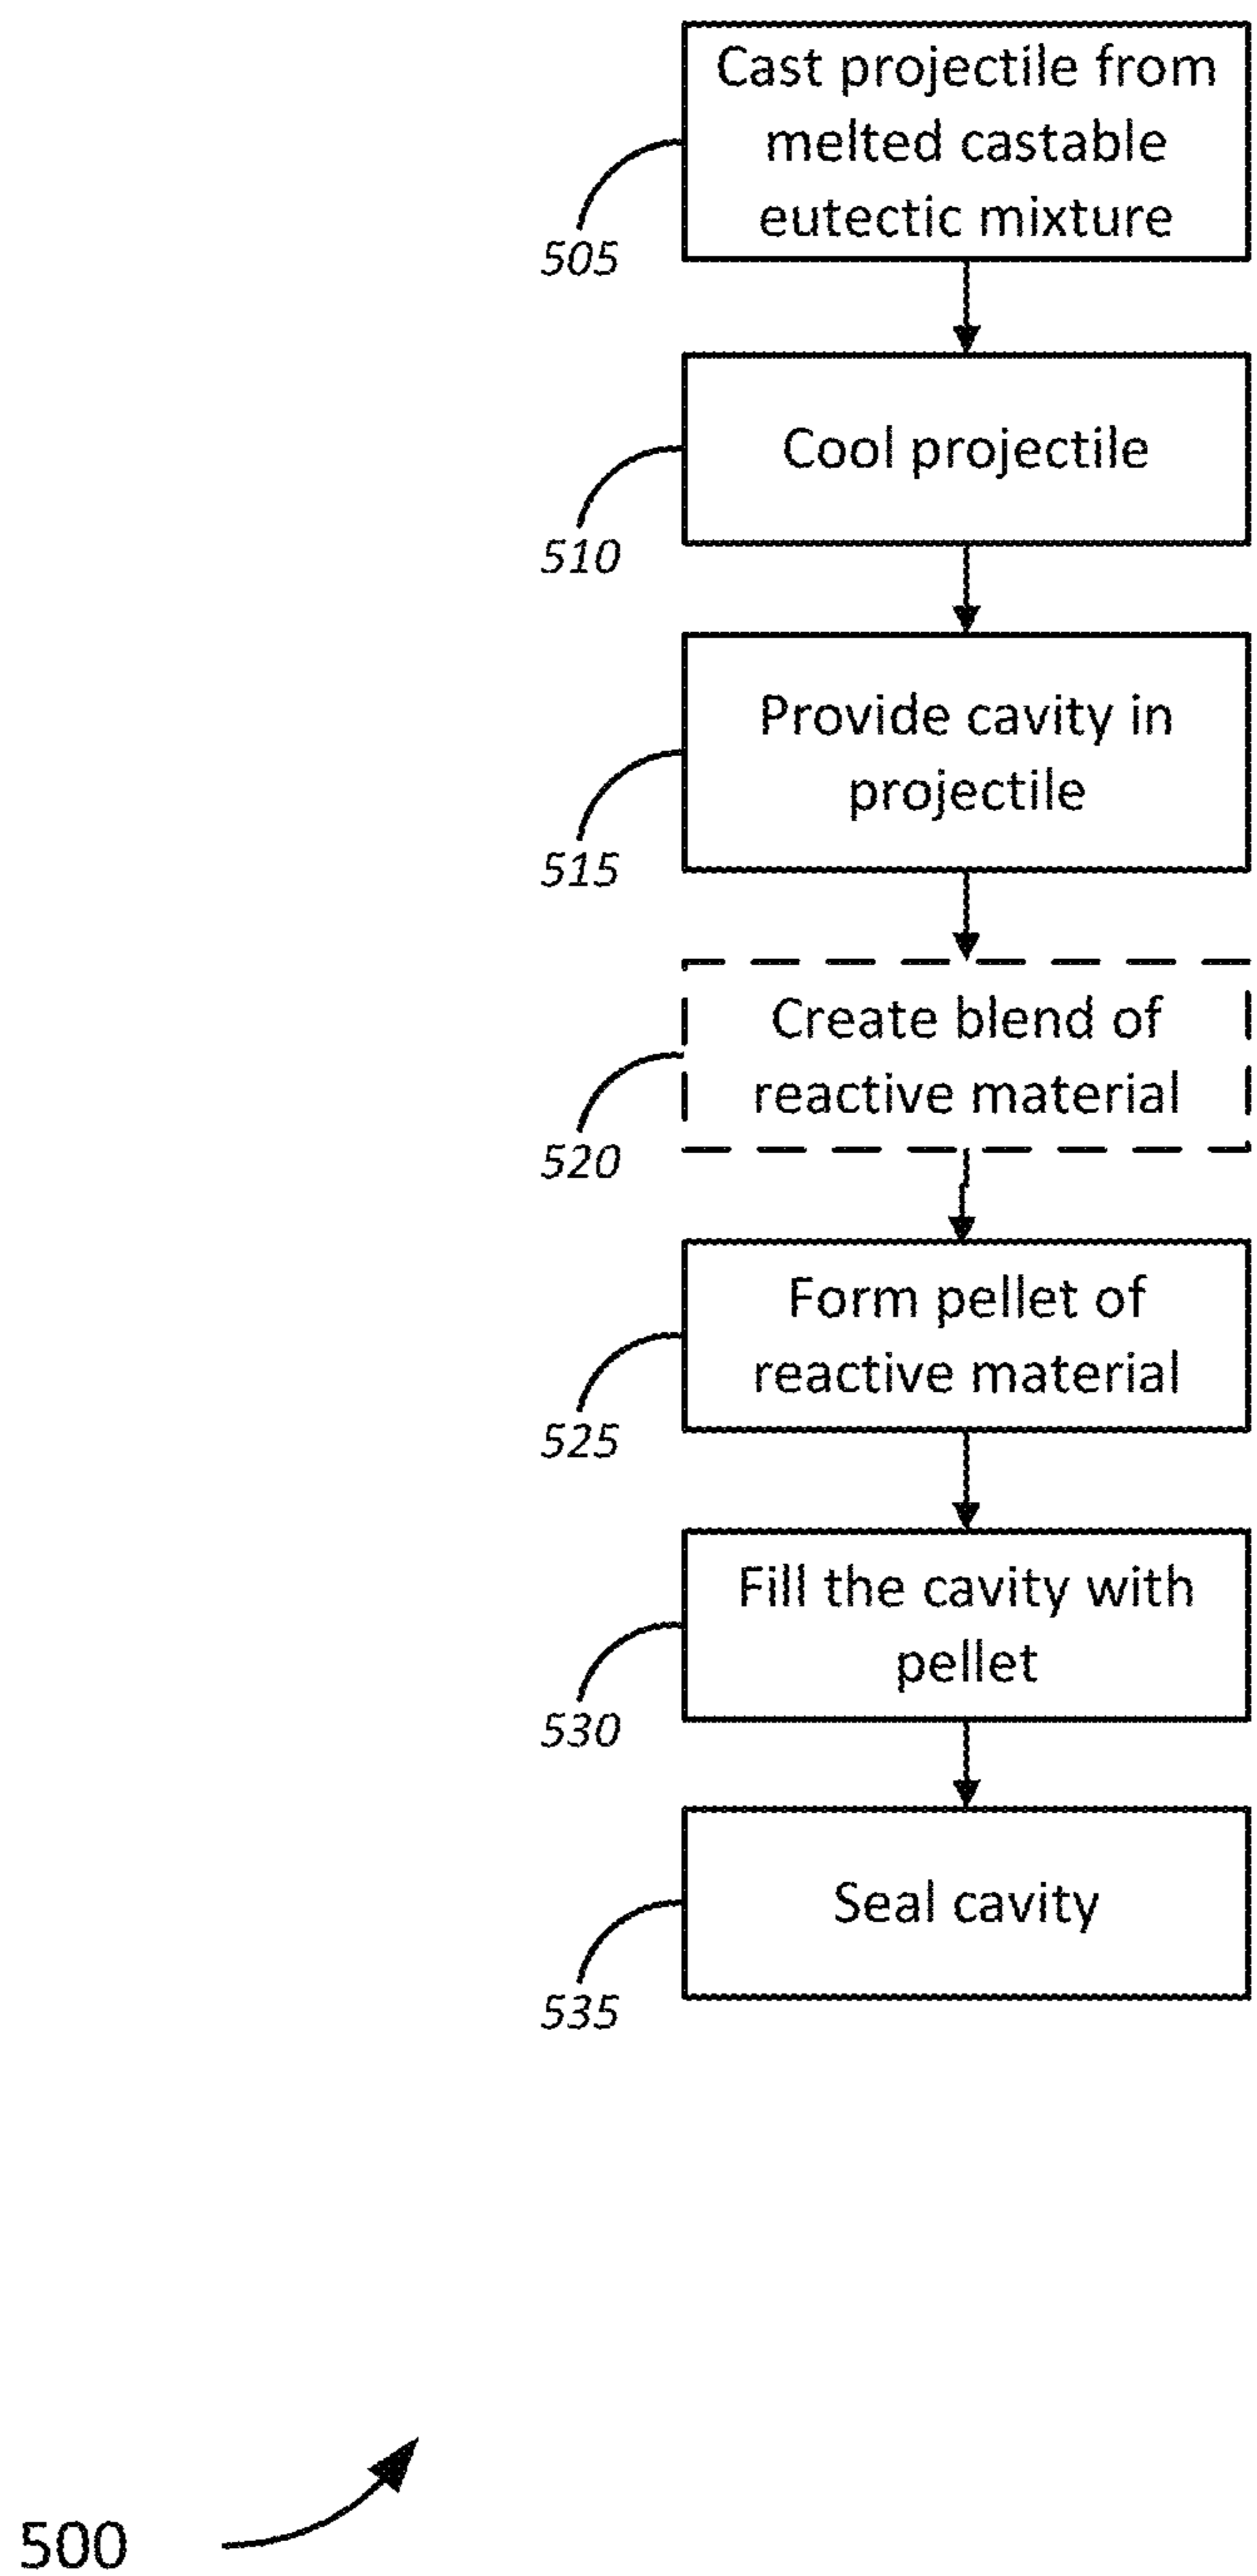 Cast projectile from
melted castable
eutectic mixture
505
Cool projectile
510
Provide cavity in
projectile
515
Create blend of
reactive material
520
Form pellet of
reactive material
525
Fill the cavity with
pellet
530
Seal cavity
535
500